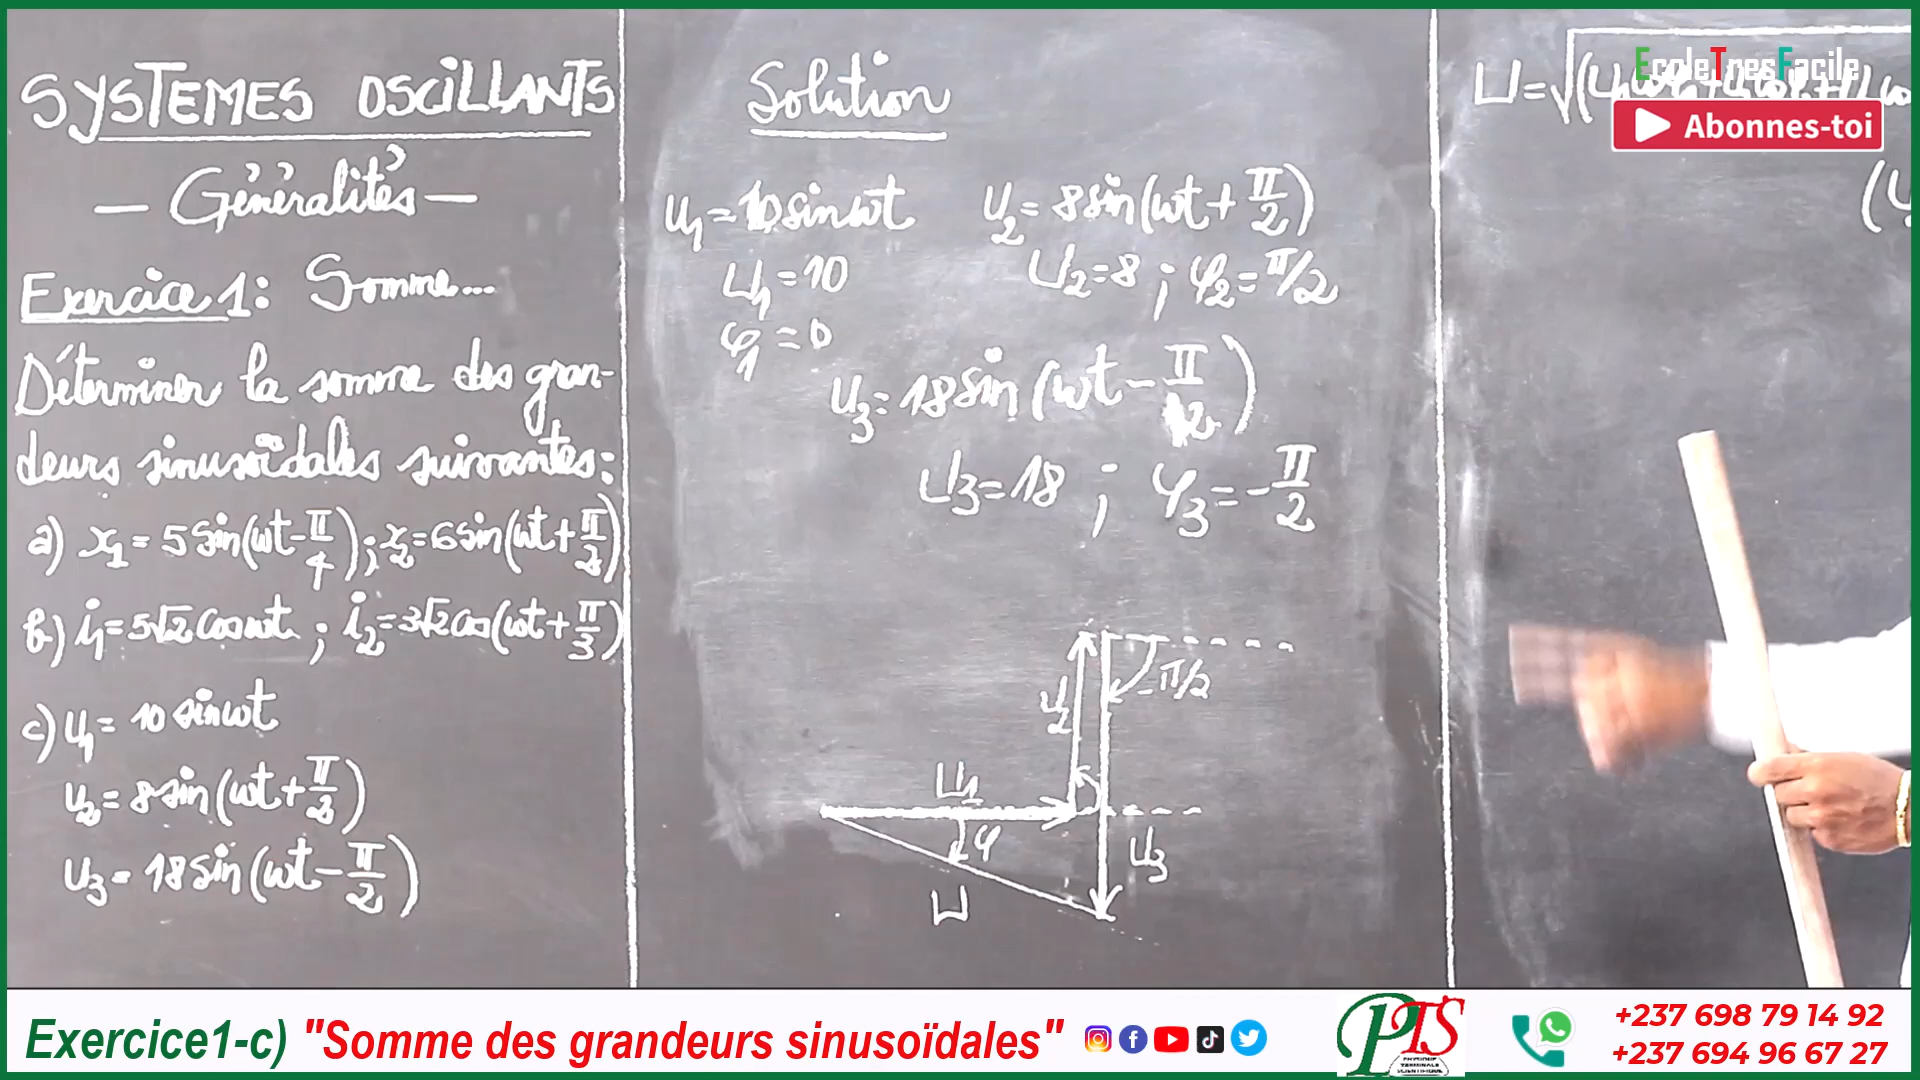 SYSTEMES OSCILLANTS
— Généralités —
Exercice 1: Somme...
Déterminer la somme des gran-
deurs sinusoïdales suivantes:
a) x₁ = 5 sin(ωt - π/4) ; x₂ = 6 sin(ωt + π/2)
b) i₁ = 5√2 cos ωt ; i₂ = 3√2 cos(ωt + π/3)
c) u₁ = 10 sin ωt
u₂ = 8 sin(ωt + π/2)
u₃ = 18 sin(ωt - π/2)
Solution
u₁ = 10 sin ωt
u₂ = 8 sin(ωt + π/2)
U₁ = 10
U₂ = 8 ; φ₂ = π/2
φ₁ = 0
u₃ = 18 sin(ωt - π/2)
U₃ = 18 ; φ₃ = -π/2
-π/2
U₂
U₁
φ
U₃
U
U = √(
EcoleTresFacile
Abonnes-toi
Exercice1-c) "Somme des grandeurs sinusoïdales"
PTS
PHYSIQUE
TERMINALE
SCIENTIFIQUE
+237 698 79 14 92
+237 694 96 67 27